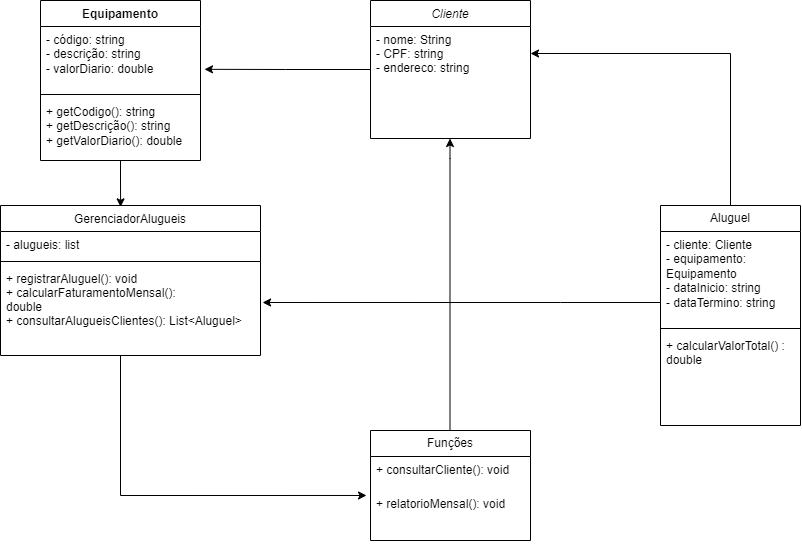 Equipamento
- código: string
- descrição: string
- valorDiario: double
+ getCodigo(): string
+ getDescrição(): string
+ getValorDiario(): double
Cliente
- nome: String
- CPF: string
- endereco: string
GerenciadorAlugueis
- alugueis: list
+ registrarAluguel(): void
+ calcularFaturamentoMensal():
double
+ consultarAlugueisClientes(): List<Aluguel>
Aluguel
- cliente: Cliente
- equipamento:
Equipamento
- dataInicio: string
- dataTermino: string
+ calcularValorTotal() :
double
Funções
+ consultarCliente(): void
+ relatorioMensal(): void